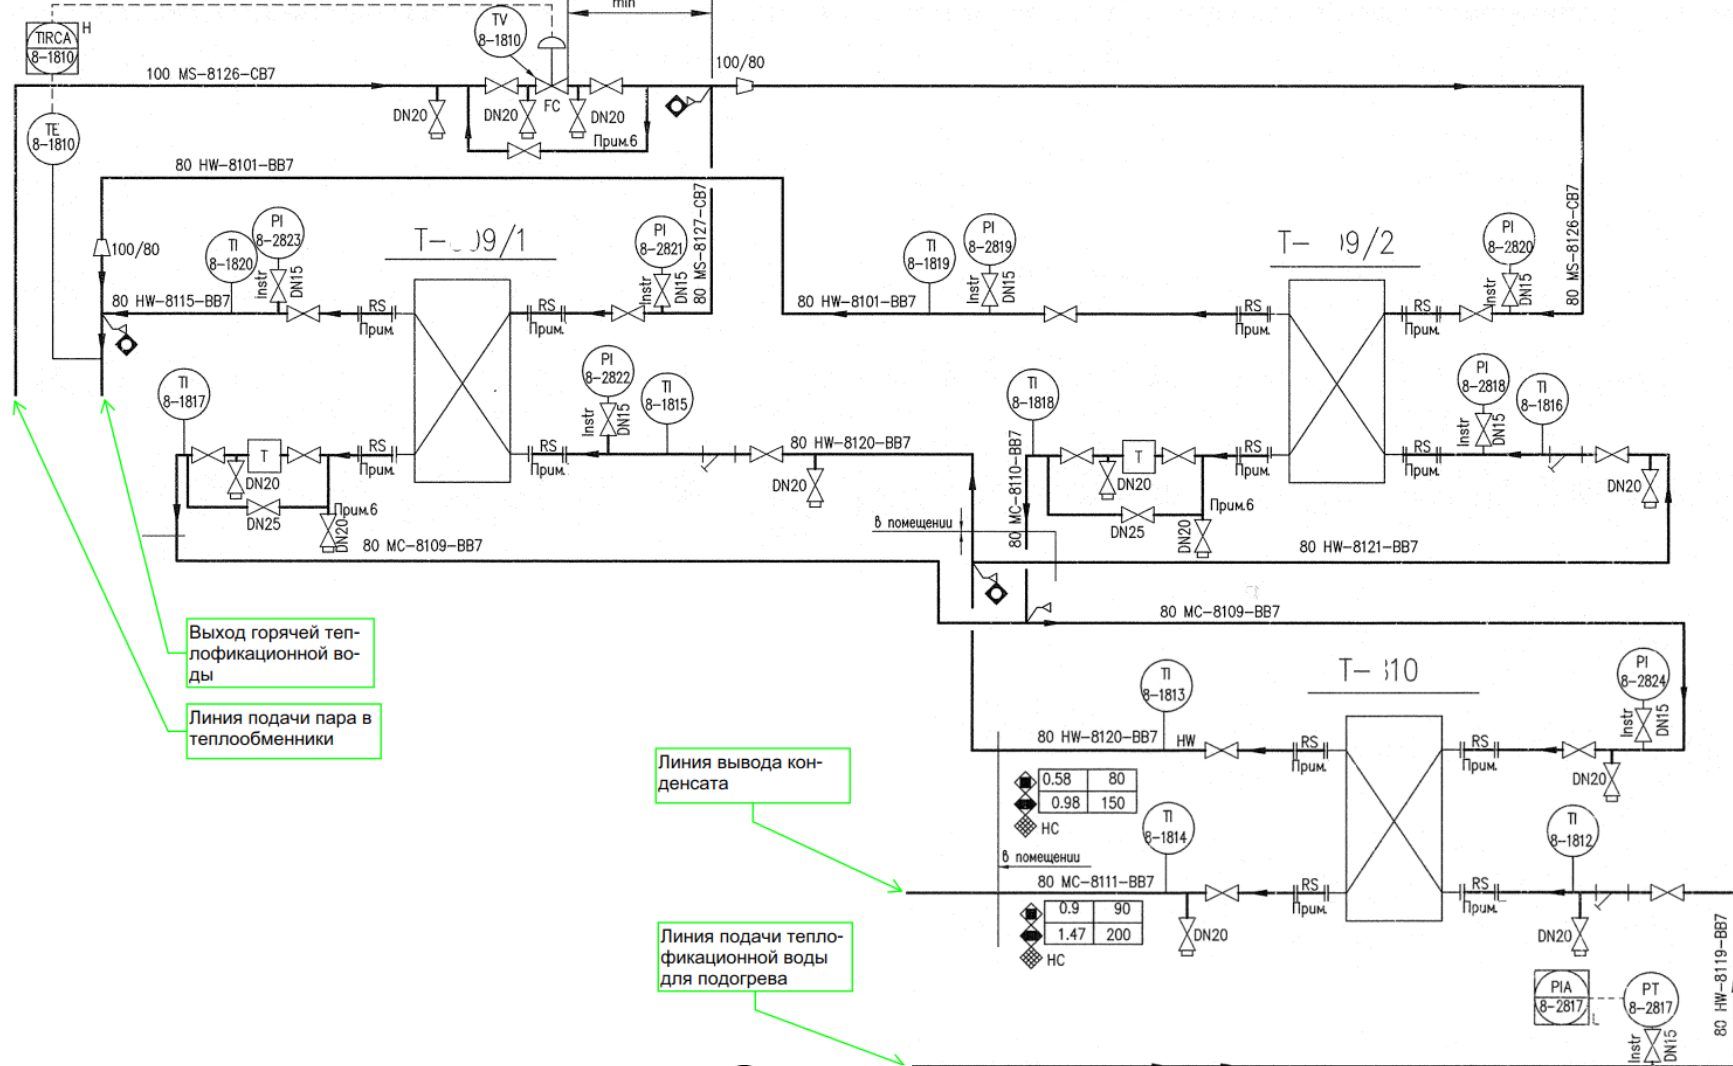 min
TIRCA
8-1810
H
TV
8-1810
100 MS-8126-CB7
100/80
DN20
DN20
FC
DN20
TE
8-1810
Прим.6
80 HW-8101-BB7
80 MS-8127-CB7
80 MS-8126-CB7
100/80
TI
8-1820
PI
8-2823
Instr
DN15
PI
8-2821
Instr
DN15
TI
8-1819
PI
8-2819
Instr
DN15
PI
8-2820
Instr
DN15
80 HW-8115-BB7
RS
Прим.
RS
Прим.
80 HW-8101-BB7
RS
Прим.
RS
Прим.
TI
8-1817
PI
8-2822
Instr
DN15
TI
8-1815
TI
8-1818
PI
8-2818
Instr
DN15
TI
8-1816
T
RS
Прим.
RS
Прим.
80 HW-8120-BB7
80 MC-8110-BB7
T
RS
Прим.
RS
Прим.
DN20
DN25
Прим.6
DN20
DN20
в помещении
DN20
DN25
Прим.6
DN20
DN20
80 MC-8109-BB7
80 HW-8121-BB7
80 MC-8109-BB7
Выход горячей теп-
лофикационной во-
ды
Линия подачи пара в
теплообменники
TI
8-1813
PI
8-2824
Instr
DN15
80 HW-8120-BB7
HW
RS
Прим.
RS
Прим.
DN20
Линия вывода кон-
денсата
0.58 80
0.98 150
НС
TI
8-1814
TI
8-1812
в помещении
80 MC-8111-BB7
RS
Прим.
RS
Прим.
0.9 90
1.47 200
НС
DN20
DN20
80 HW-8119-BB7
Линия подачи тепло-
фикационной воды
для подогрева
PIA
8-2817
L
PT
8-2817
Instr
DN15